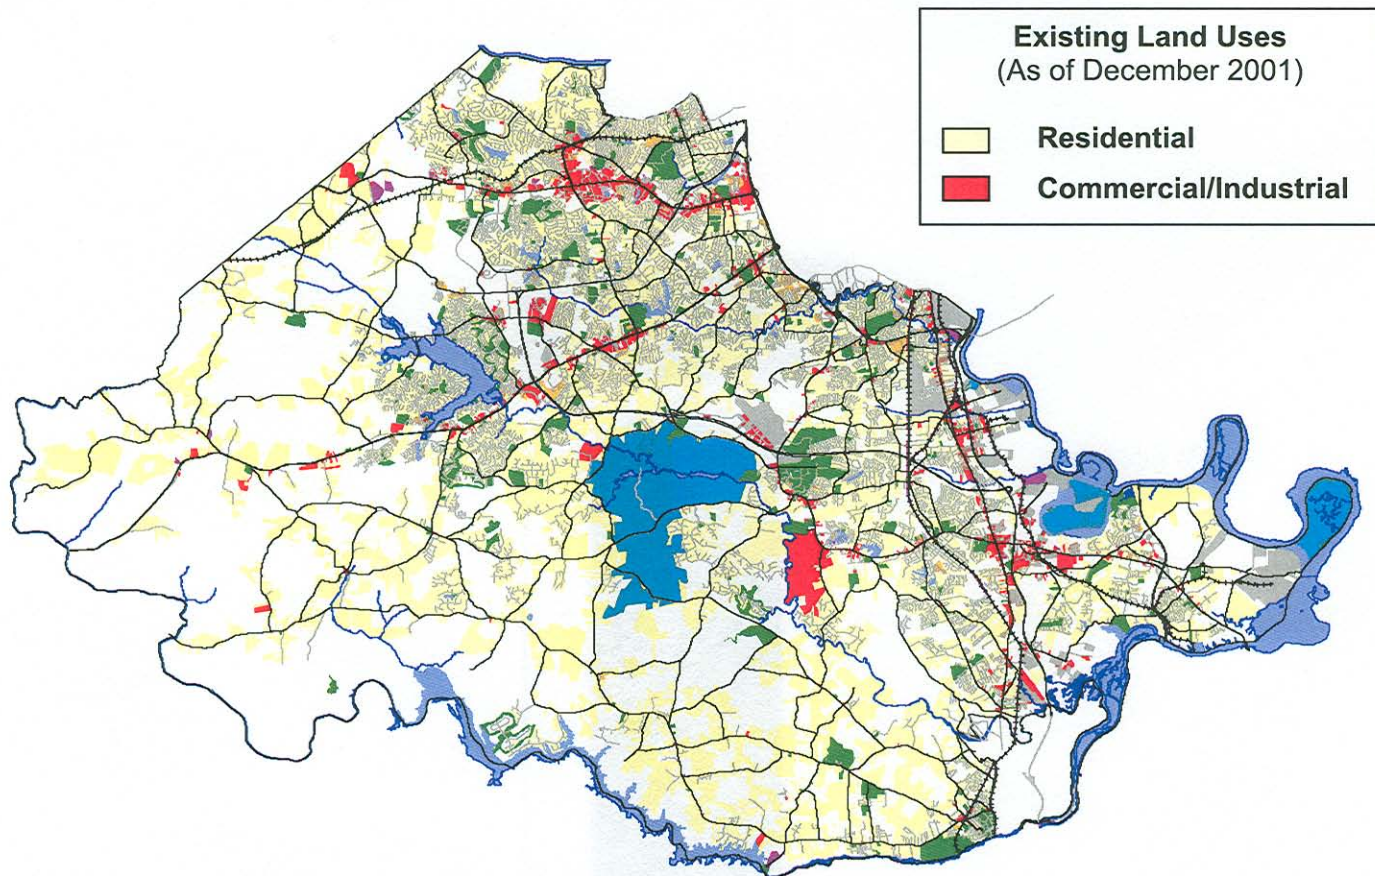 Existing Land Uses
(As of December 2001)
Residential
Commercial/Industrial